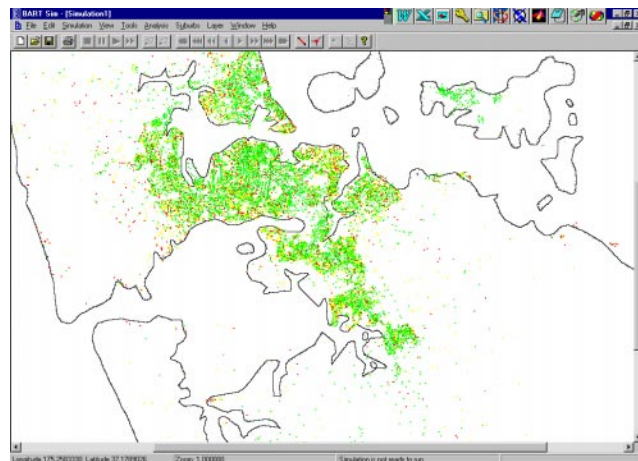 BART Sim - [Simulation1]
File Edit Simulation View Tools Analysis Suburbs Layer Window Help
Zoom: 1.000000
Simulation is not ready to run